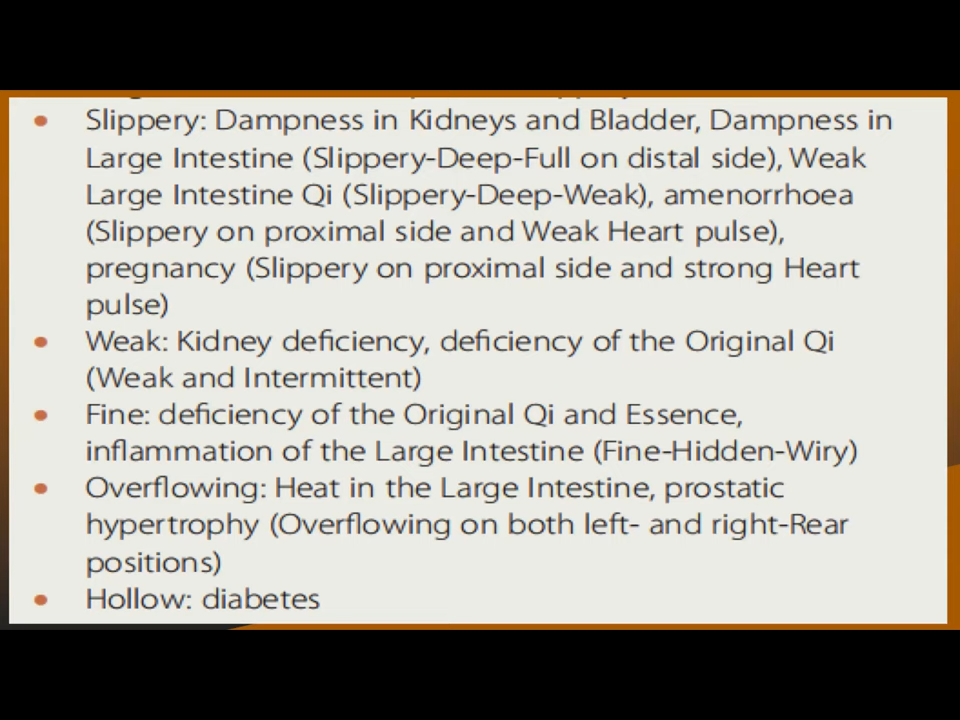 Slippery: Dampness in Kidneys and Bladder, Dampness in
Large Intestine (Slippery-Deep-Full on distal side), Weak
Large Intestine Qi (Slippery-Deep-Weak), amenorrhoea
(Slippery on proximal side and Weak Heart pulse),
pregnancy (Slippery on proximal side and strong Heart
pulse)
Weak: Kidney deficiency, deficiency of the Original Qi
(Weak and Intermittent)
Fine: deficiency of the Original Qi and Essence,
inflammation of the Large Intestine (Fine-Hidden-Wiry)
Overflowing: Heat in the Large Intestine, prostatic
hypertrophy (Overflowing on both left- and right-Rear
positions)
Hollow: diabetes